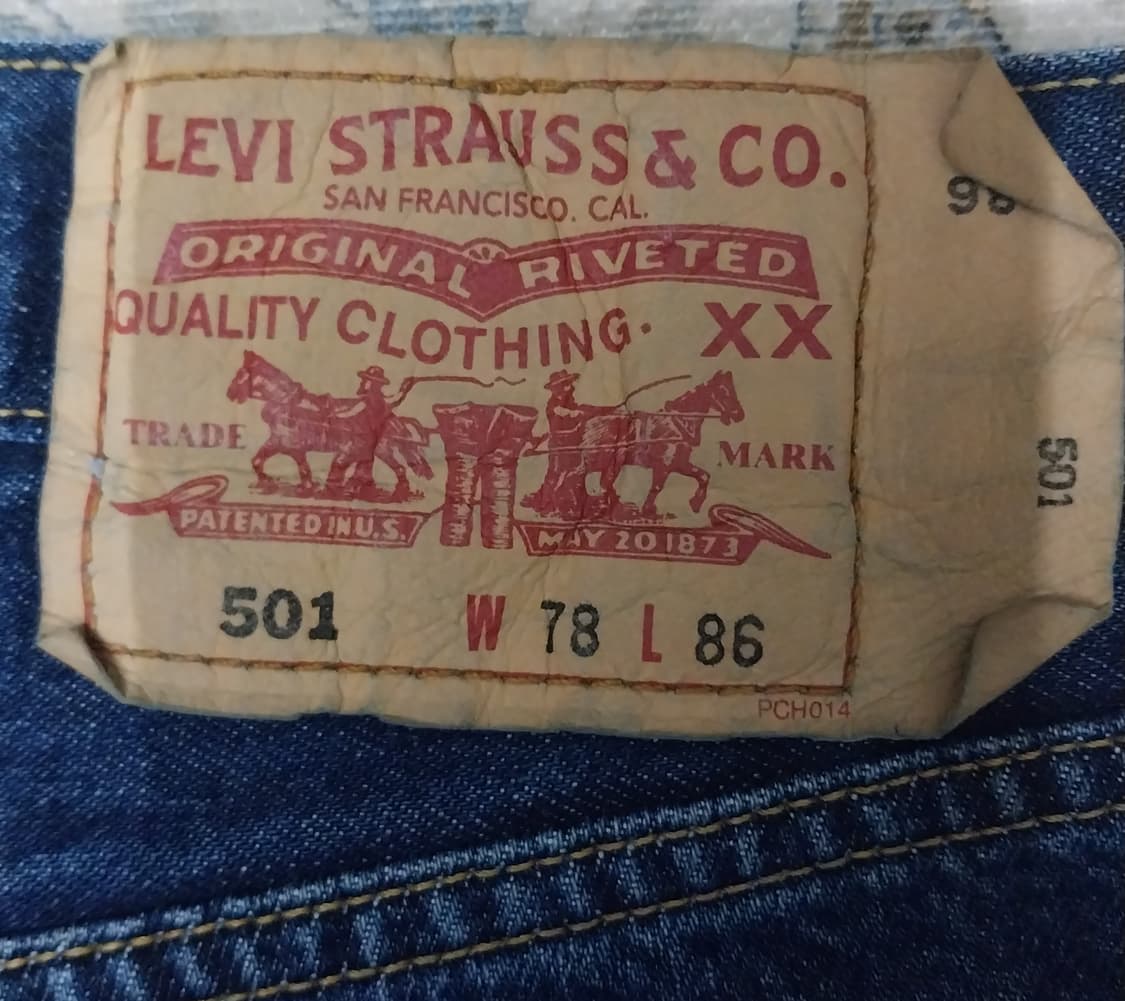 LEVI STRAUSS & CO.
SAN FRANCISCO. CAL.
ORIGINAL RIVETED
QUALITY CLOTHING. XX
TRADE MARK
PATENTED IN U.S. MAY 20 1873
501 W 78 L 86
PCH014
501